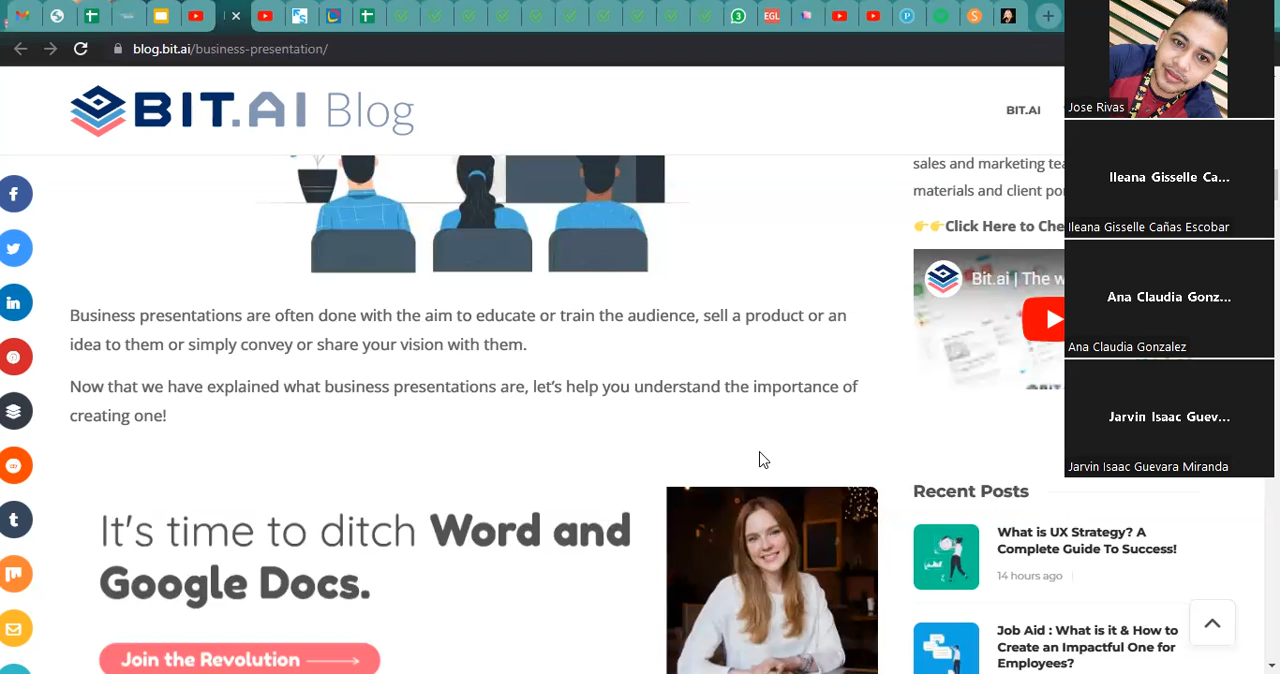 3
EGL
blog.bit.ai/business-presentation/
BIT.AI Blog
BIT.AI
sales and marketing
materials and client
👉👉Click Here to
Bit.ai | The
Business presentations are often done with the aim to educate or train the audience, sell a product or an
idea to them or simply convey or share your vision with them.
Now that we have explained what business presentations are, let's help you understand the importance of
creating one!
It's time to ditch Word and
Google Docs.
Join the Revolution
Recent Posts
What is UX Strategy? A
Complete Guide To Success!
14 hours ago
Job Aid : What is it & How to
Create an Impactful One for
Employees?
Jose Rivas
Ileana Gisselle Ca...
Ileana Gisselle Cañas Escobar
Ana Claudia Gonz...
Ana Claudia Gonzalez
Jarvin Isaac Guev...
Jarvin Isaac Guevara Miranda